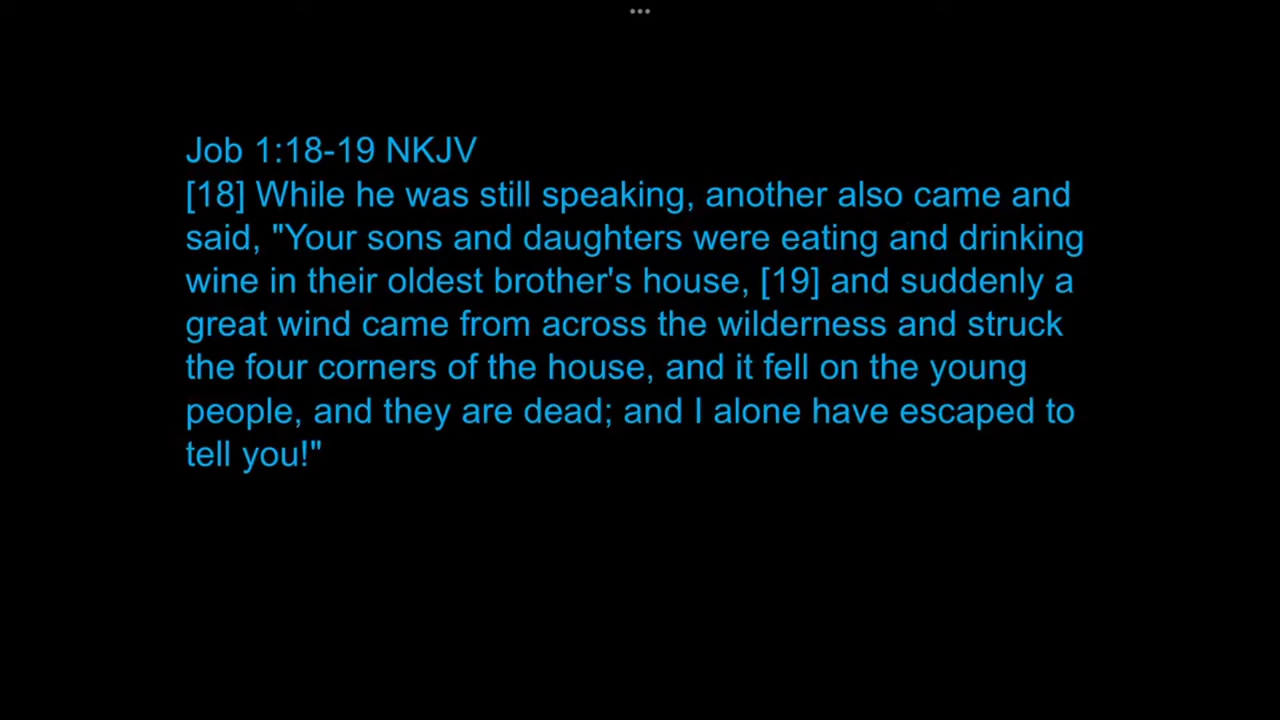 Job 1:18-19 NKJV
[18] While he was still speaking, another also came and
said, "Your sons and daughters were eating and drinking
wine in their oldest brother's house, [19] and suddenly a
great wind came from across the wilderness and struck
the four corners of the house, and it fell on the young
people, and they are dead; and I alone have escaped to
tell you!"